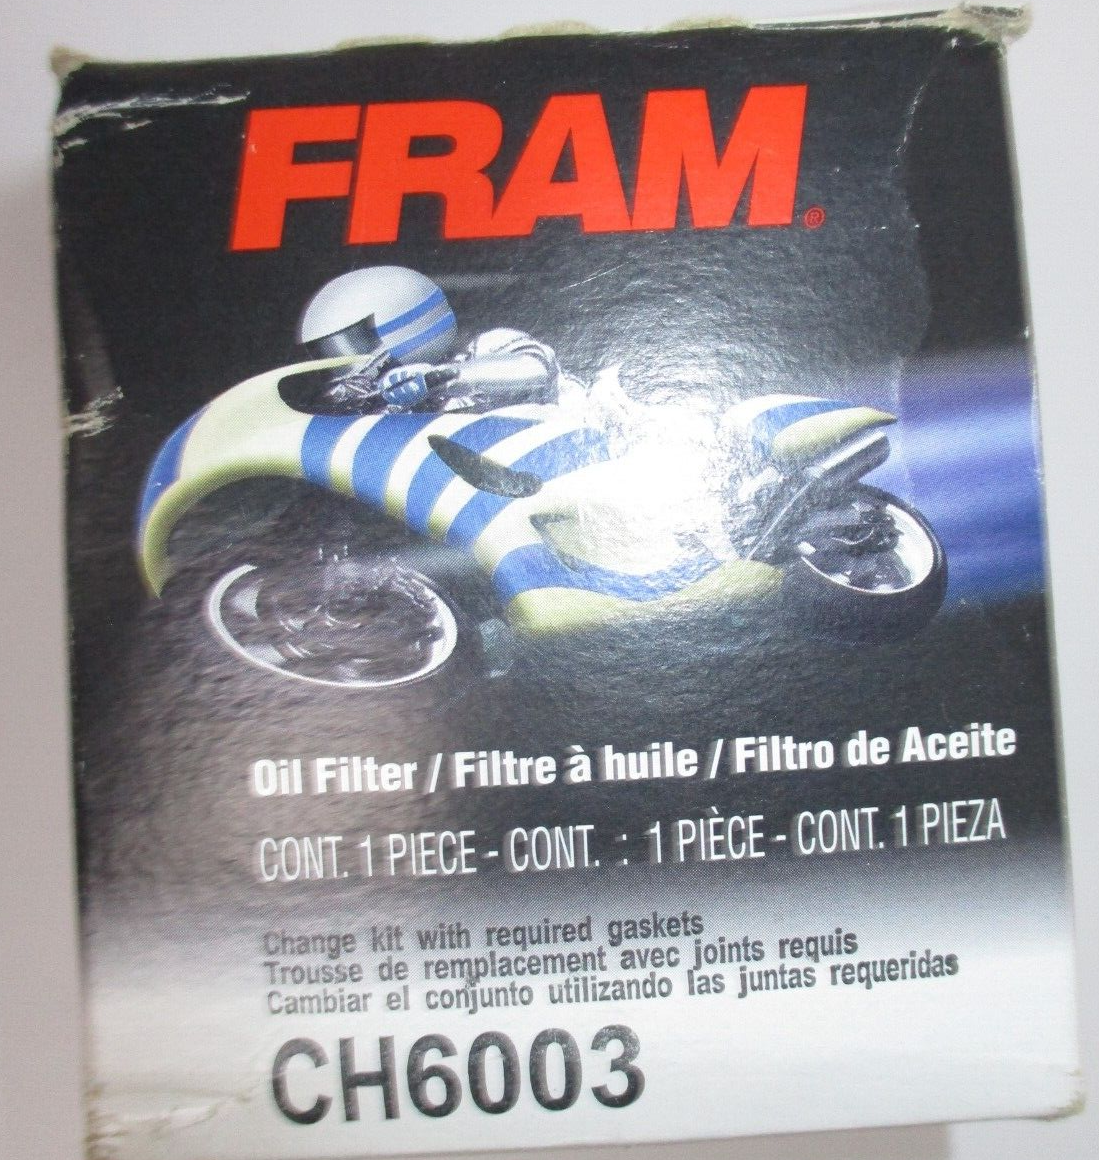 FRAM®
Oil Filter / Filtre à huile / Filtro de Aceite
CONT. 1 PIECE - CONT. : 1 PIÈCE - CONT. 1 PIEZA
Change kit with required gaskets
Trousse de remplacement avec joints requis
Cambiar el conjunto utilizando las juntas requeridas
CH6003